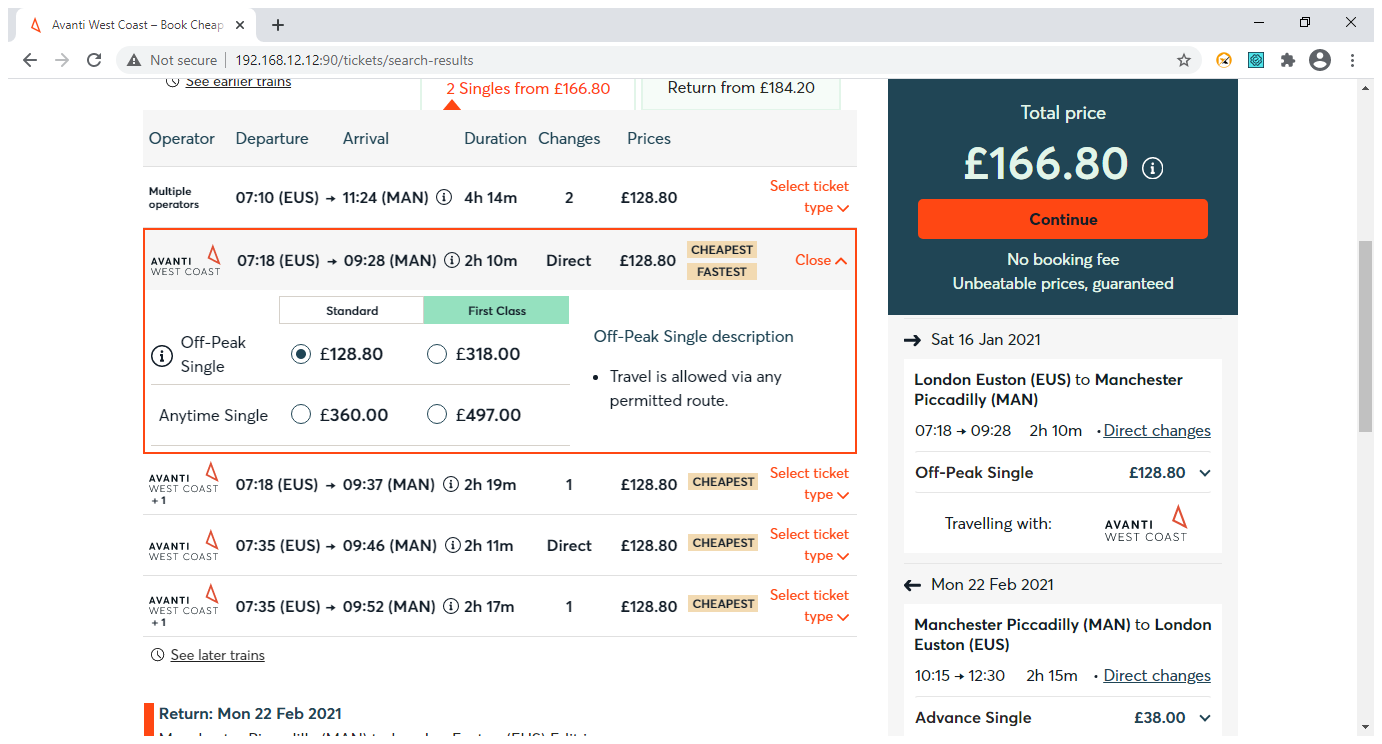 Avanti West Coast – Book Cheap
Not secure
192.168.12.12:90/tickets/search-results
See earlier trains
2 Singles from £166.80
Return from £184.20
Operator Departure Arrival Duration Changes Prices
Multiple operators 07:10 (EUS) → 11:24 (MAN) 4h 14m 2 £128.80 Select ticket type
AVANTI WEST COAST 07:18 (EUS) → 09:28 (MAN) 2h 10m Direct £128.80 CHEAPEST FASTEST Close
Standard First Class
Off-Peak Single £128.80 £318.00
Anytime Single £360.00 £497.00
Off-Peak Single description
• Travel is allowed via any
permitted route.
AVANTI WEST COAST + 1 07:18 (EUS) → 09:37 (MAN) 2h 19m 1 £128.80 CHEAPEST Select ticket type
AVANTI WEST COAST 07:35 (EUS) → 09:46 (MAN) 2h 11m Direct £128.80 CHEAPEST Select ticket type
AVANTI WEST COAST + 1 07:35 (EUS) → 09:52 (MAN) 2h 17m 1 £128.80 CHEAPEST Select ticket type
See later trains
Return: Mon 22 Feb 2021
Total price
£166.80
Continue
No booking fee
Unbeatable prices, guaranteed
→ Sat 16 Jan 2021
London Euston (EUS) to Manchester
Piccadilly (MAN)
07:18 → 09:28 2h 10m • Direct changes
Off-Peak Single £128.80
Travelling with: AVANTI WEST COAST
← Mon 22 Feb 2021
Manchester Piccadilly (MAN) to London
Euston (EUS)
10:15 → 12:30 2h 15m • Direct changes
Advance Single £38.00